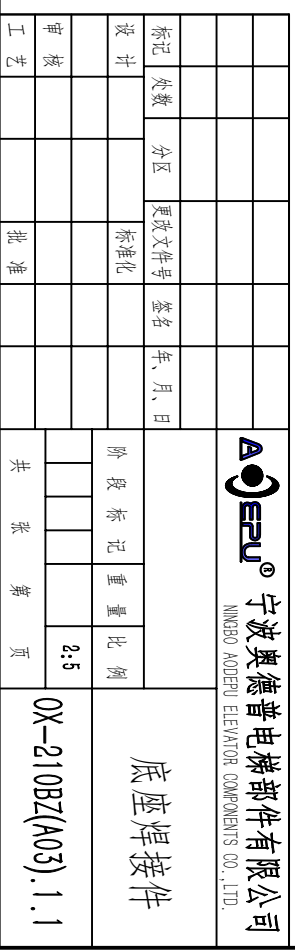 标记 处数 分区 更改文件号 签名 年、月、日
设计 标准化
审核
工艺 批准
阶段标记 重量 比例
2:5
共 张 第 页
AODEPU®
宁波奥德普电梯部件有限公司
NINGBO AODEPU ELEVATOR COMPONENTS CO.,LTD.
底座焊接件
OX-210BZ(A03).1.1